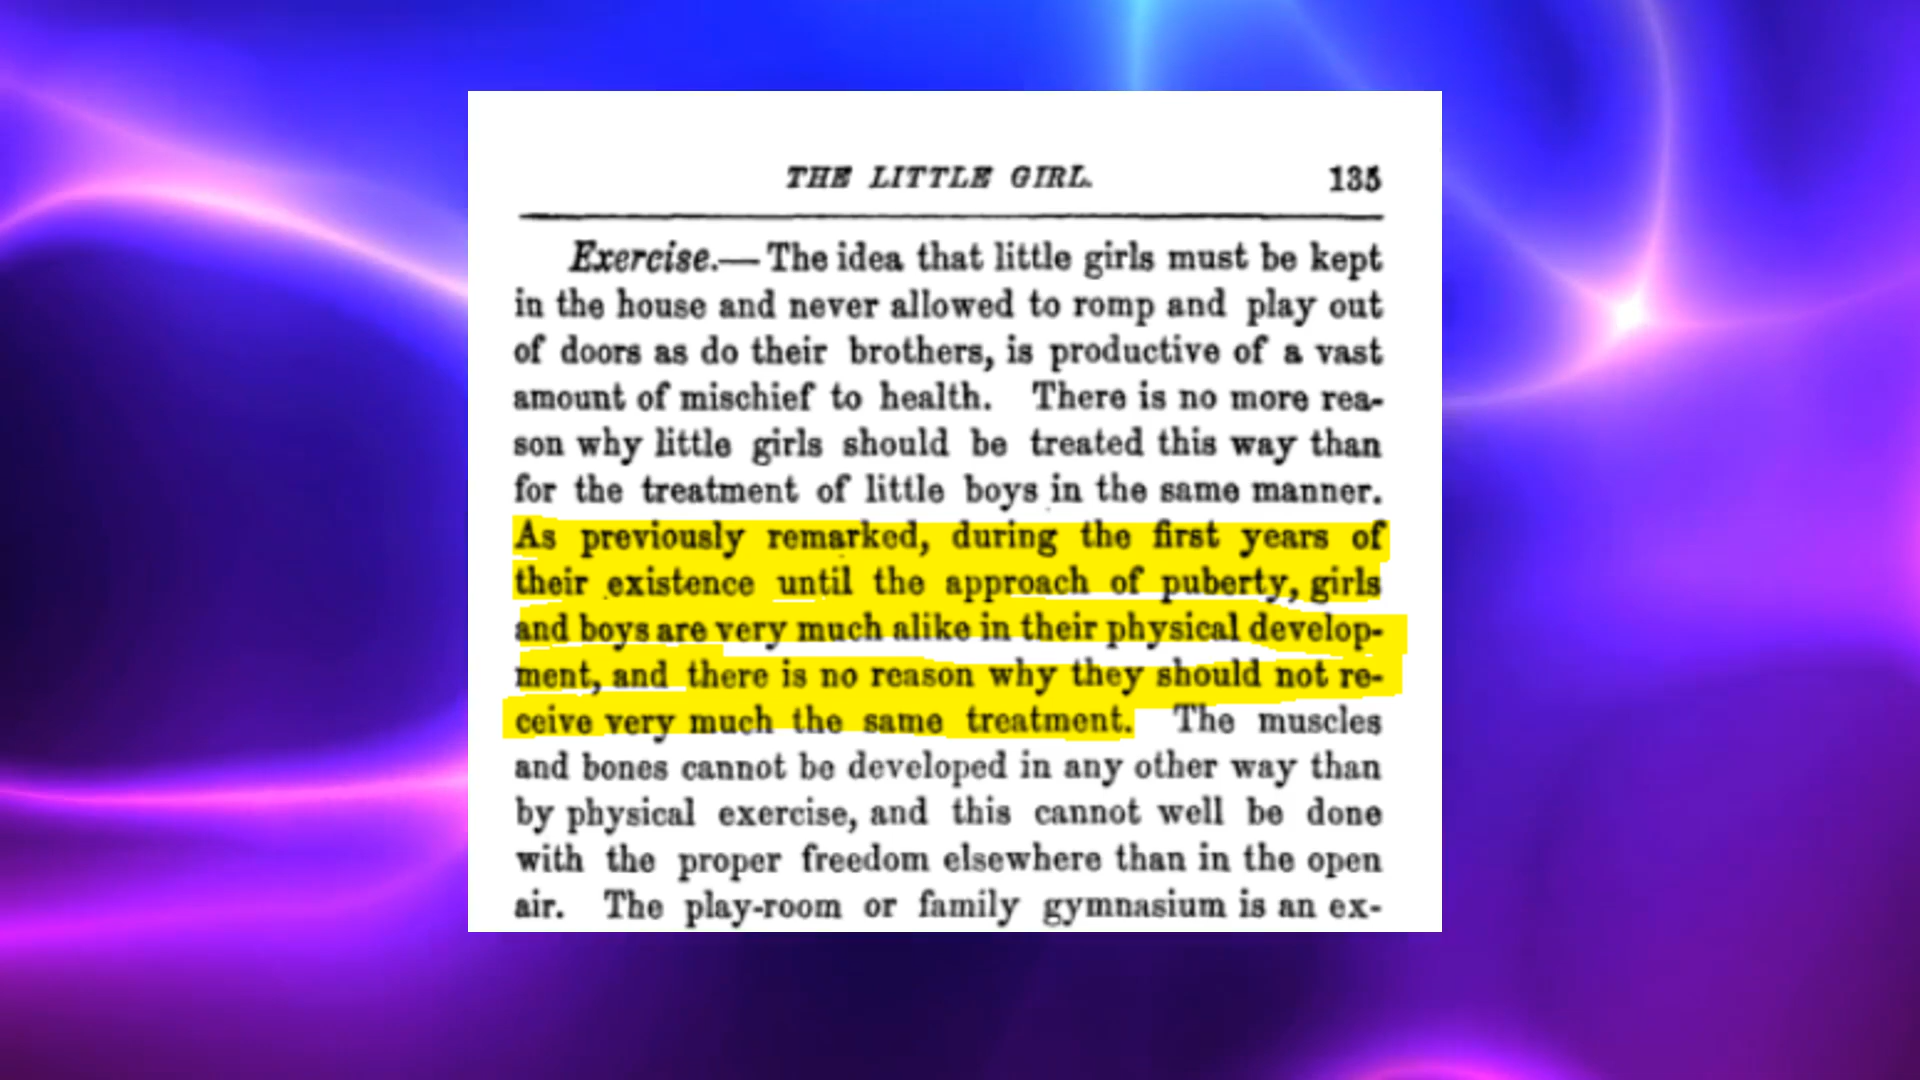 THE LITTLE GIRL. 135
Exercise.—The idea that little girls must be kept
in the house and never allowed to romp and play out
of doors as do their brothers, is productive of a vast
amount of mischief to health. There is no more rea-
son why little girls should be treated this way than
for the treatment of little boys in the same manner.
As previously remarked, during the first years of
their existence until the approach of puberty, girls
and boys are very much alike in their physical develop-
ment, and there is no reason why they should not re-
ceive very much the same treatment. The muscles
and bones cannot be developed in any other way than
by physical exercise, and this cannot well be done
with the proper freedom elsewhere than in the open
air. The play-room or family gymnasium is an ex-